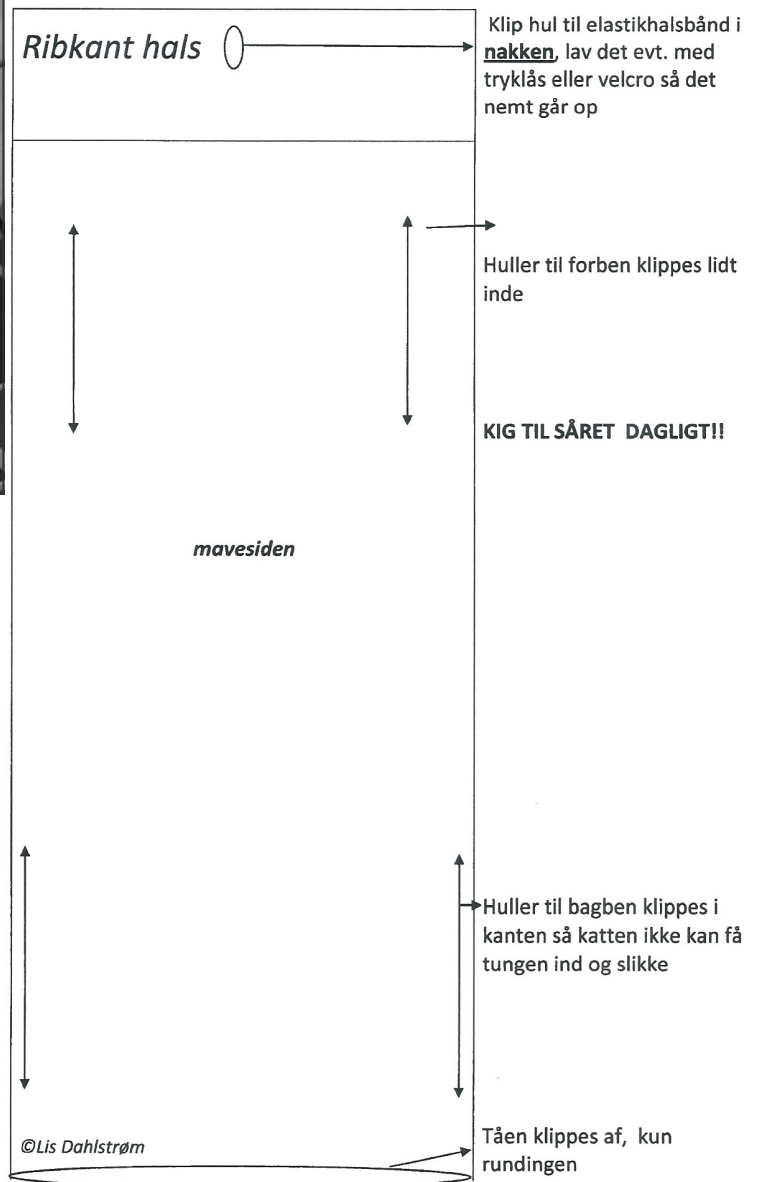 Ribkant hals
Klip hul til elastikhalsbånd i
nakken, lav det evt. med
tryklås eller velcro så det
nemt går op
Huller til forben klippes lidt
inde
KIG TIL SÅRET DAGLIGT!!
mavesiden
Huller til bagben klippes i
kanten så katten ikke kan få
tungen ind og slikke
©Lis Dahlstrøm
Tåen klippes af, kun
rundingen